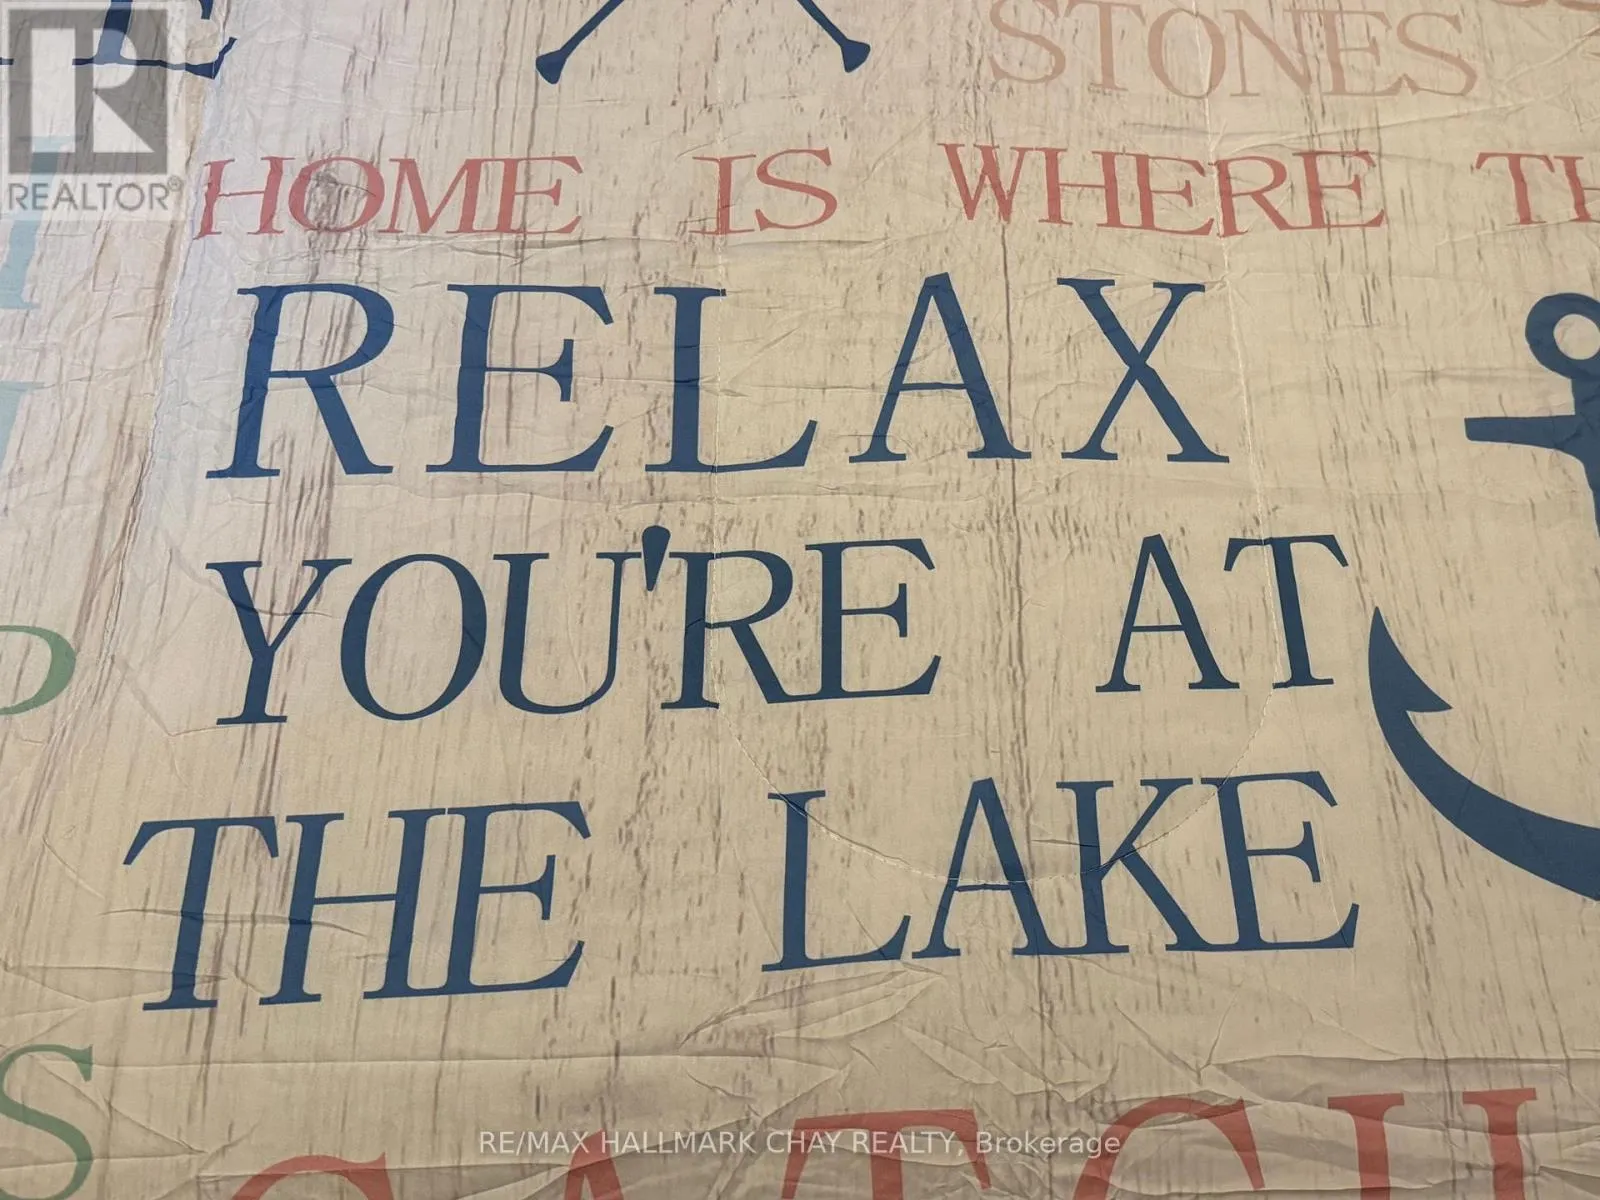 STONES
REALTOR®
HOME IS WHERE
RELAX
YOU'RE AT
THE LAKE
S
RE/MAX HALLMARK CHAY REALTY, Brokerage